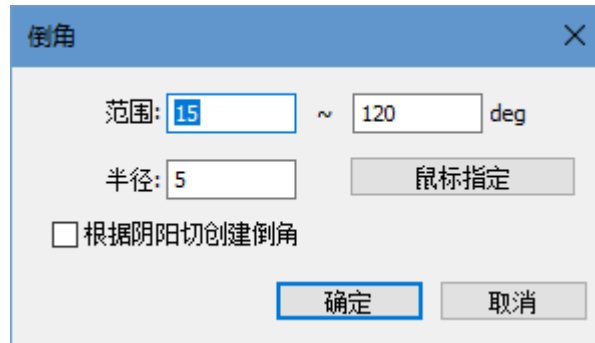 倒角
范围: 15 ~ 120 deg
半径: 5 鼠标指定
根据阴阳切创建倒角
确定 取消